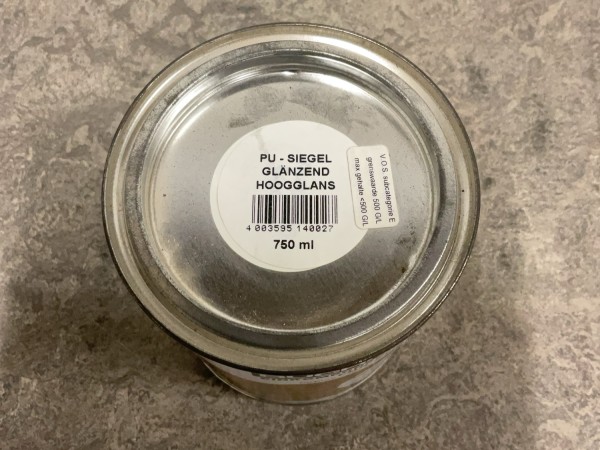 PU - SIEGEL
GLÄNZEND
HOOGGLANS
4 003595 140027
750 ml
V.O.S. subcategorie E
grenswaarde 500 G/L
max gehalte <500 G/L